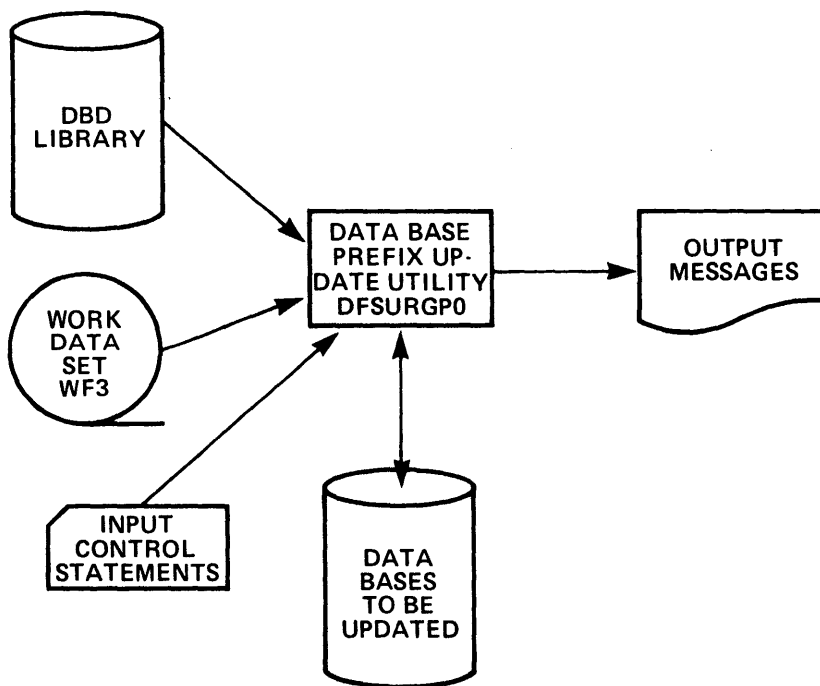 DBD
LIBRARY
DATA BASE
PREFIX UP-
DATE UTILITY
DFSURGP0
OUTPUT
MESSAGES
WORK
DATA
SET
WF3
INPUT
CONTROL
STATEMENTS
DATA
BASES
TO BE
UPDATED